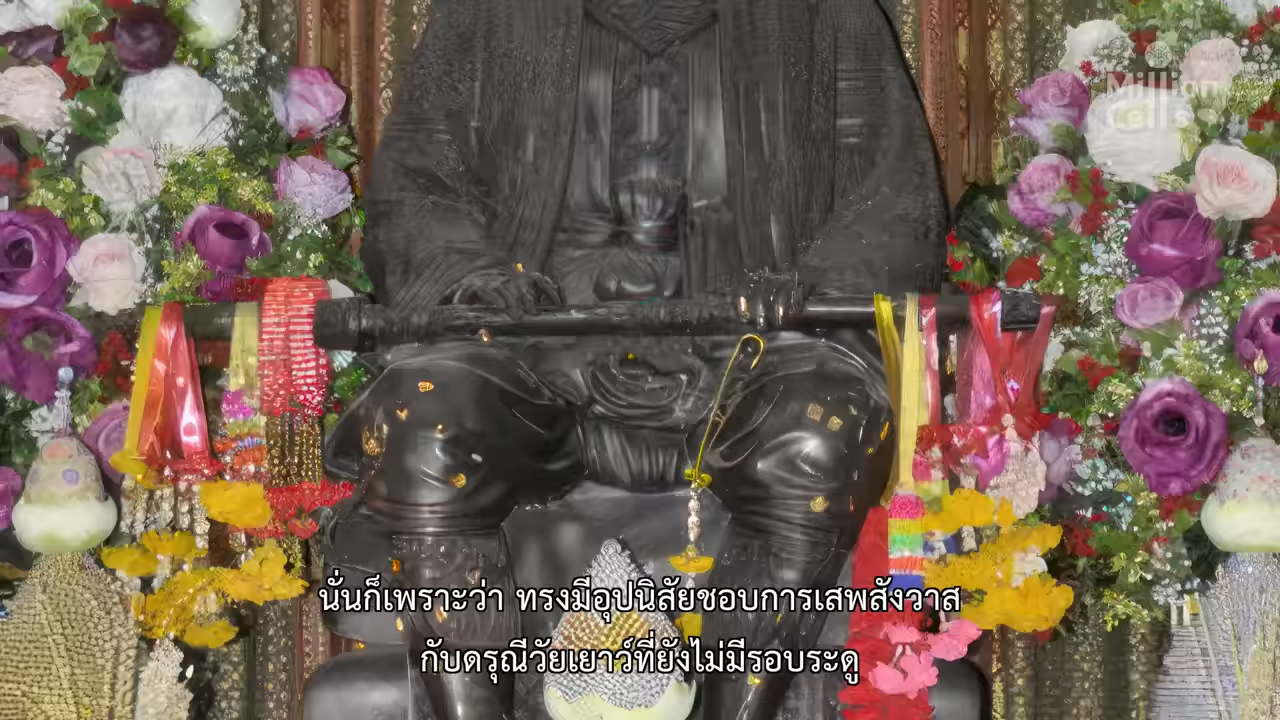 Million
Calls
นั่นก็เพราะว่า ทรงมีอุปนิสัยชอบการเสพสังวาส
กับดรุณีวัยเยาว์ที่ยังไม่มีรอบระดู